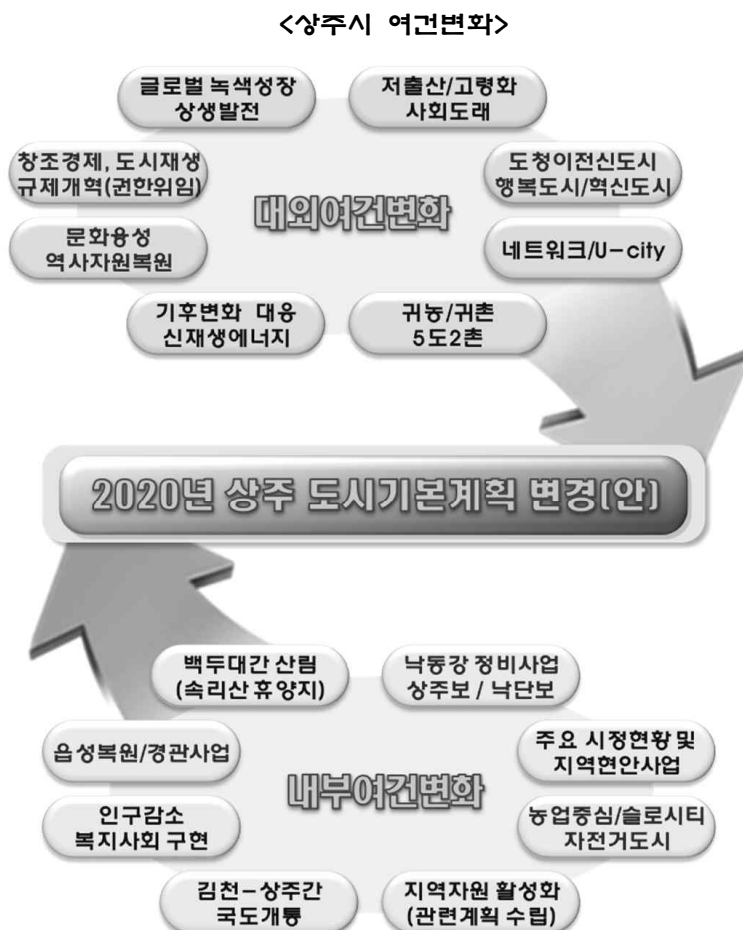 <상주시 여건변화>
글로벌 녹색성장
상생발전
저출산/고령화
사회도래
창조경제, 도시재생
규제개혁(권한위임)
도청이전신도시
행복도시/혁신도시
대외여건변화
문화융성
역사자원복원
네트워크/U-city
기후변화 대응
신재생에너지
귀농/귀촌
5도2촌
2020년 상주 도시기본계획 변경(안)
백두대간 산림
(속리산 휴양지)
낙동강 정비사업
상주보 / 낙단보
읍성복원/경관사업
주요 시정현황 및
지역현안사업
내부여건변화
인구감소
복지사회 구현
농업중심/슬로시티
자전거도시
김천-상주간
국도개통
지역자원 활성화
(관련계획 수립)